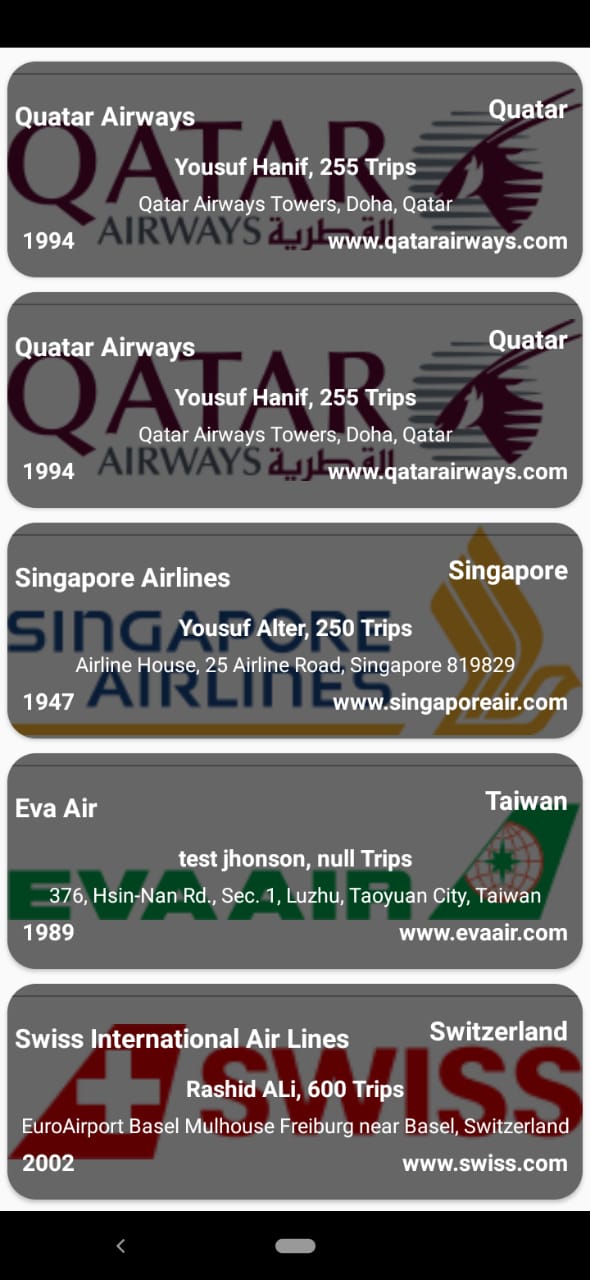 Quatar Airways
Quatar
QATAR
Yousuf Hanif, 255 Trips
Qatar Airways Towers, Doha, Qatar
AIRWAYS القطرية
1994
www.qatarairways.com
Quatar Airways
Quatar
QATAR
Yousuf Hanif, 255 Trips
Qatar Airways Towers, Doha, Qatar
AIRWAYS القطرية
1994
www.qatarairways.com
Singapore Airlines
Singapore
SINGAPORE
Yousuf Alter, 250 Trips
Airline House, 25 Airline Road, Singapore 819829
AIRLINES
1947
www.singaporeair.com
Eva Air
Taiwan
test jhonson, null Trips
EVA AIR
376, Hsin-Nan Rd., Sec. 1, Luzhu, Taoyuan City, Taiwan
1989
www.evaair.com
Swiss International Air Lines
Switzerland
SWISS
Rashid ALi, 600 Trips
EuroAirport Basel Mulhouse Freiburg near Basel, Switzerland
2002
www.swiss.com